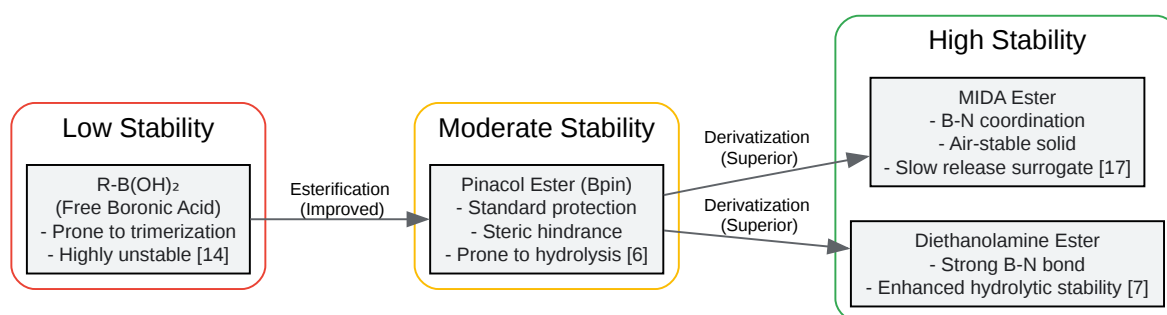 Low Stability
R-B(OH)₂
(Free Boronic Acid)
- Prone to trimerization
- Highly unstable [14]
Esterification
(Improved)
Moderate Stability
Pinacol Ester (Bpin)
- Standard protection
- Steric hindrance
- Prone to hydrolysis [6]
Derivatization
(Superior)
Derivatization
(Superior)
High Stability
MIDA Ester
- B-N coordination
- Air-stable solid
- Slow release surrogate [17]
Diethanolamine Ester
- Strong B-N bond
- Enhanced hydrolytic stability [7]